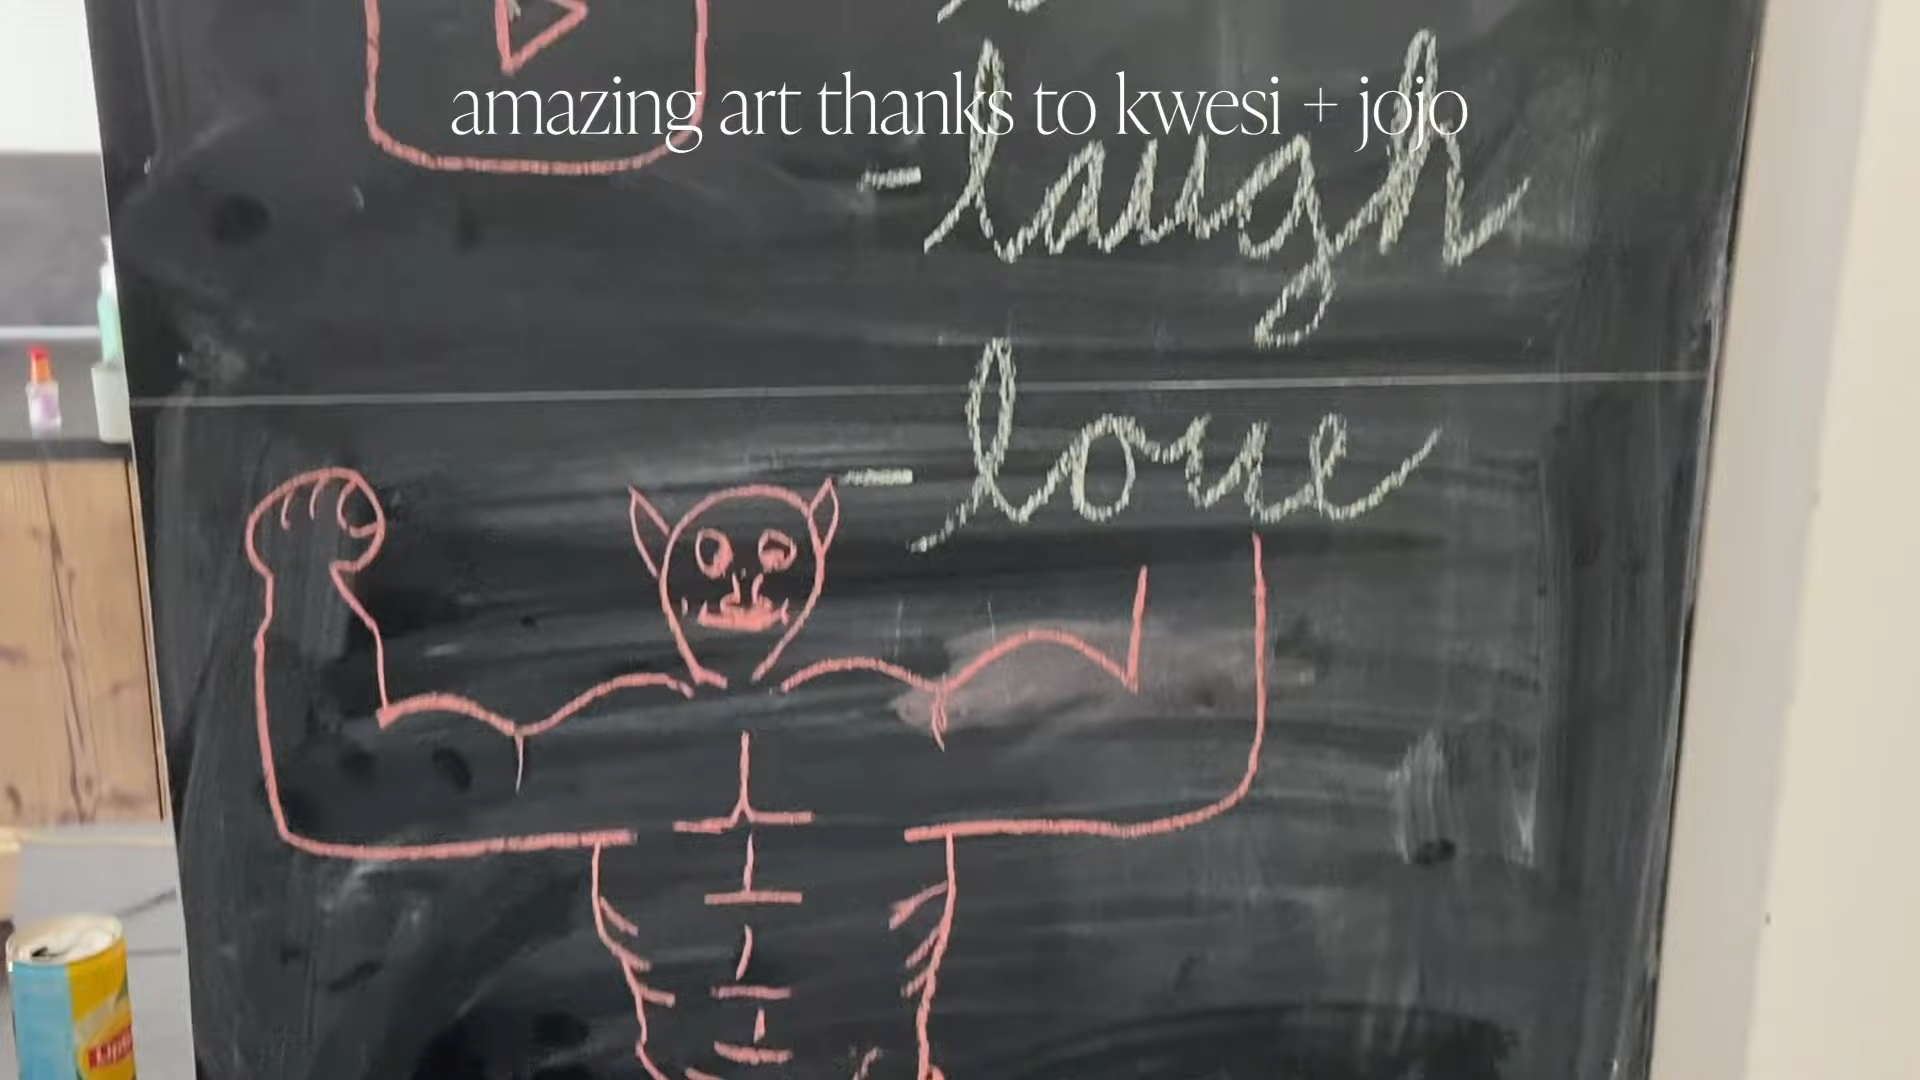 amazing art thanks to kwesi + jojo
- laugh
- love